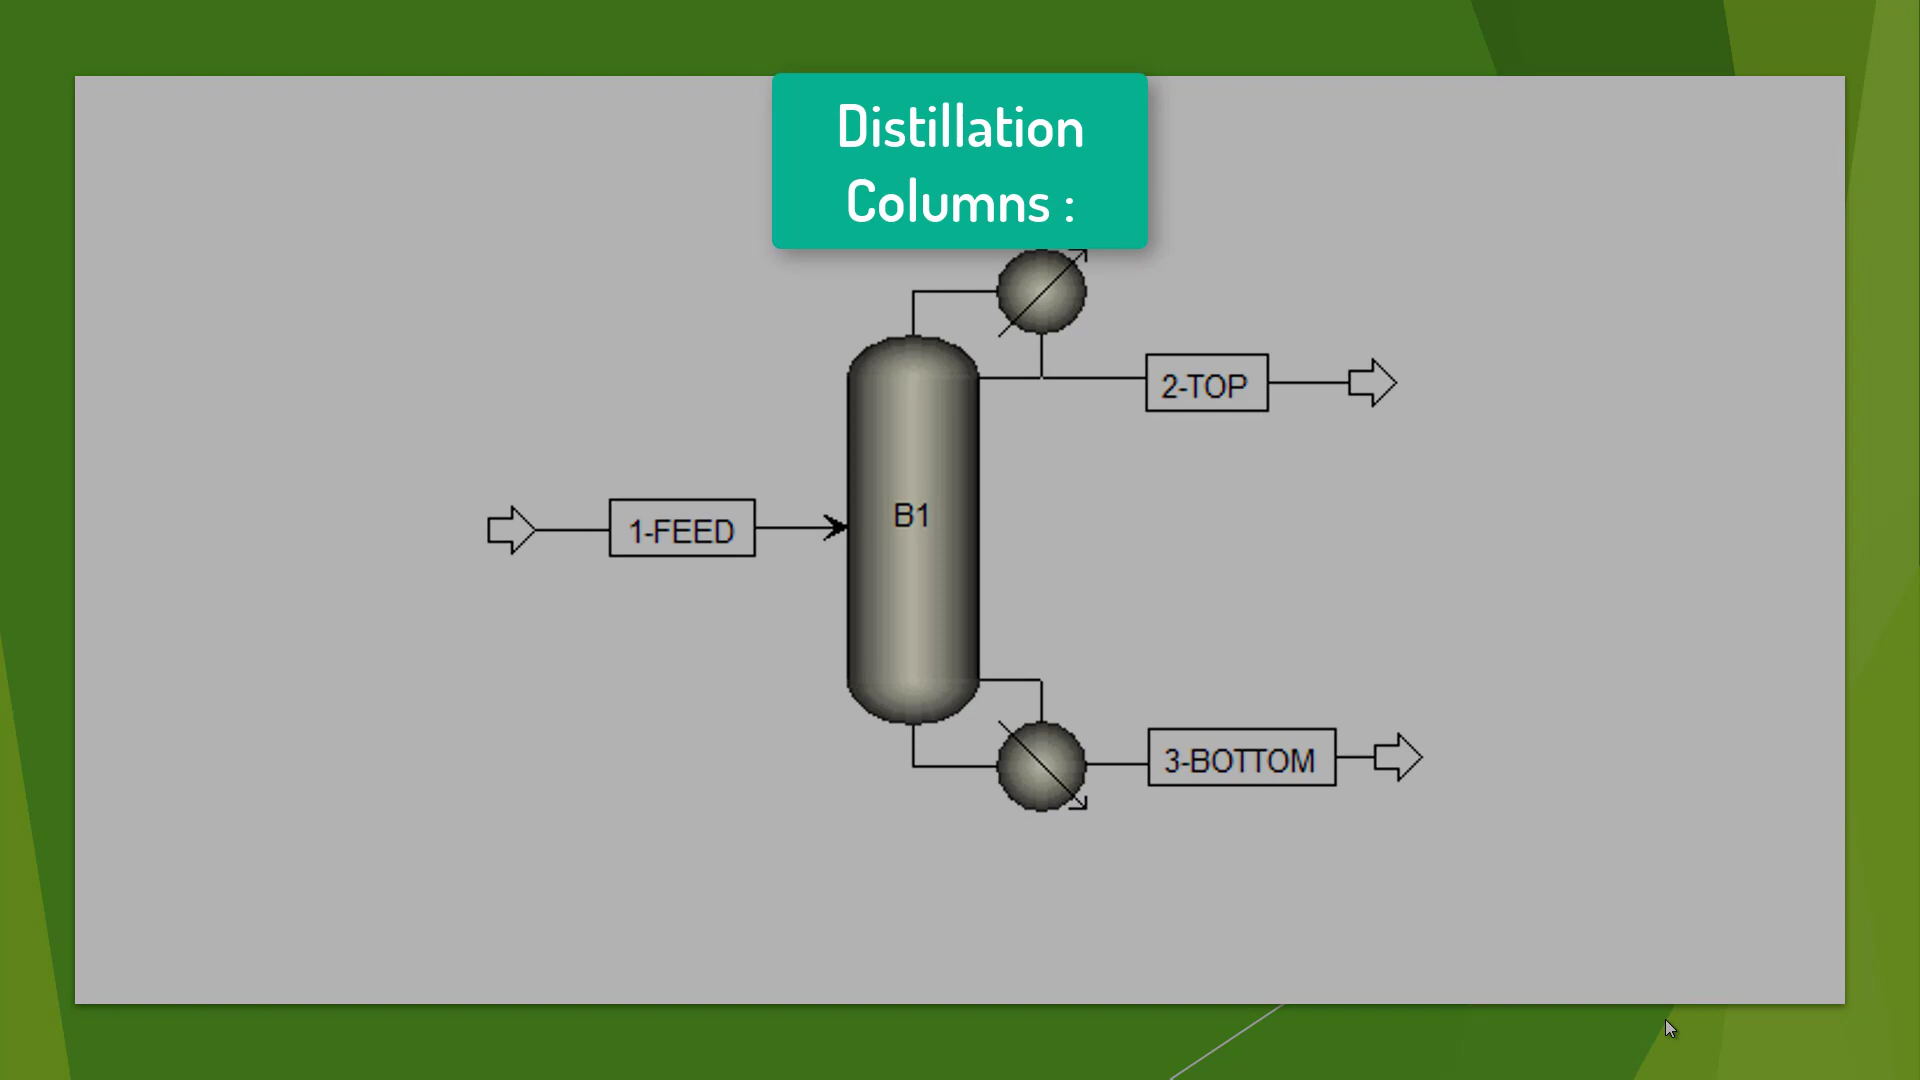 Distillation
Columns :
2-TOP
1-FEED
B1
3-BOTTOM